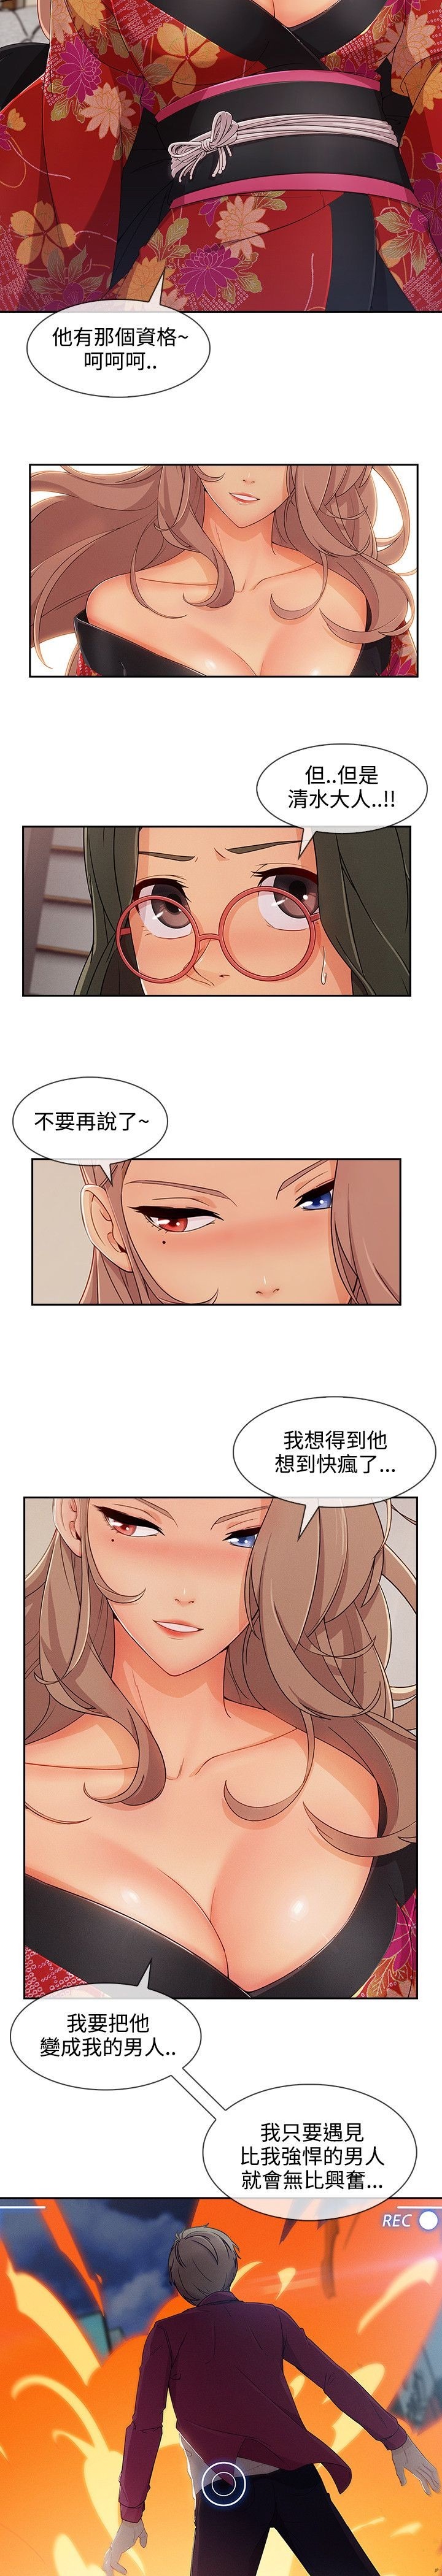 他有那個資格~
呵呵呵..
但..但是
清水大人..!!
不要再說了~
我想得到他
想到快瘋了...
我要把他
變成我的男人..
我只要遇見
比我強悍的男人
就會無比興奮...
REC